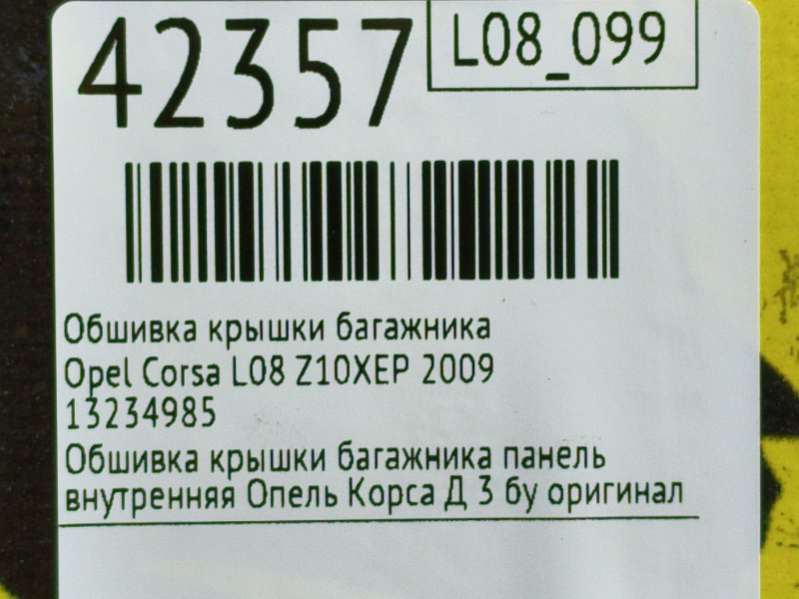 42357
L08_099
Обшивка крышки багажника
Opel Corsa L08 Z10XEP 2009
13234985
Обшивка крышки багажника панель
внутренняя Опель Корса Д 3 бу оригинал